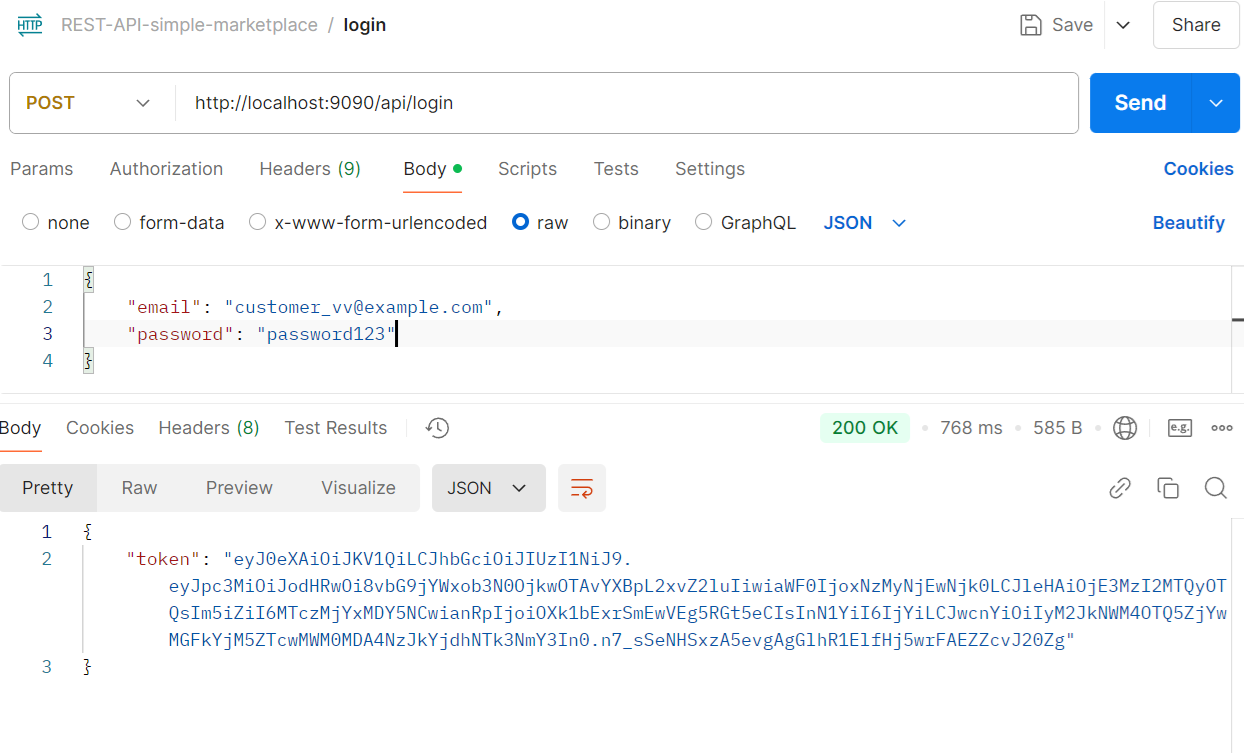 HTTP REST-API-simple-marketplace / login Save Share
POST http://localhost:9090/api/login Send
Params Authorization Headers (9) Body Scripts Tests Settings Cookies
none form-data x-www-form-urlencoded raw binary GraphQL JSON Beautify
1 {
2 "email": "customer_vv@example.com",
3 "password": "password123"
4 }
Body Cookies Headers (8) Test Results 200 OK 768 ms 585 B e.g.
Pretty Raw Preview Visualize JSON
1 {
2 "token": "eyJ0eXAiOiJKV1QiLCJhbGciOiJIUzI1NiJ9.
eyJpc3MiOiJodHRwOi8vbG9jYWxob3N0OjkwOTAvYXBpL2xvZ2luIiwiaWF0IjoxNzMyNjEwNjk0LCJleHAiOjE3MzI2MTQyOT
QsIm5iZiI6MTczMjYxMDY5NCwianRpIjoiOXk1bExrSmEwVEg5RGt5eCIsInN1YiI6IjYiLCJwcnYiOiIyM2JkNWM4OTQ5ZjYw
MGFkYjM5ZTcwMWM0MDA4NzJkYjdhNTk3NmY3In0.n7_sSeNHSxzA5evgAgGlhR1ElfHj5wrFAEZZcvJ20Zg"
3 }